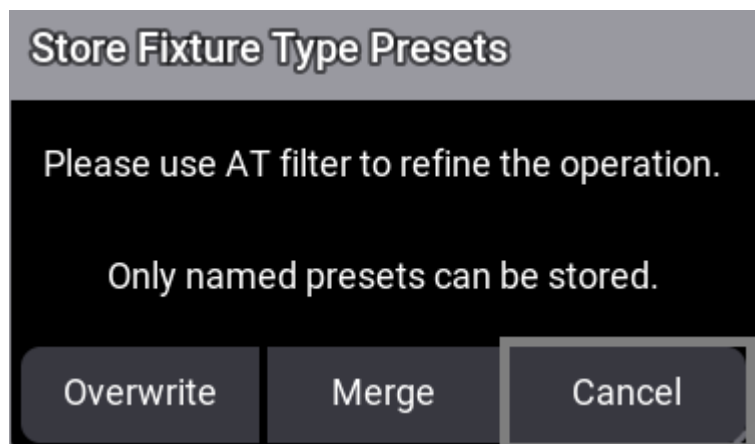 Store Fixture Type Presets
Please use AT filter to refine the operation.
Only named presets can be stored.
Overwrite Merge Cancel